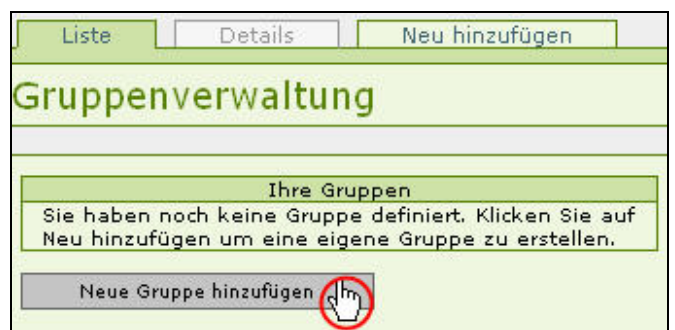 Liste Details Neu hinzufügen
Gruppenverwaltung
Ihre Gruppen
Sie haben noch keine Gruppe definiert. Klicken Sie auf
Neu hinzufügen um eine eigene Gruppe zu erstellen.
Neue Gruppe hinzufügen